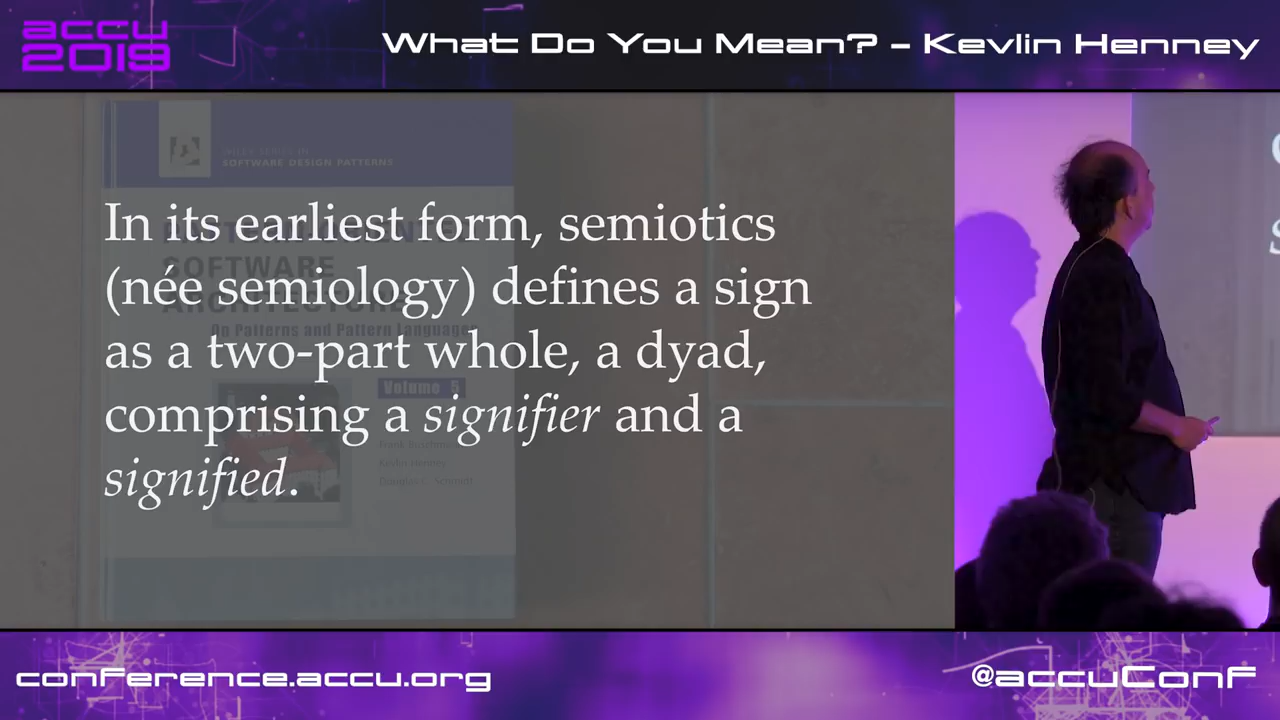 accu
2019
What Do You Mean? – Kevlin Henney
SOFTWARE DESIGN PATTERNS
SOFTWARE
ARCHITECTURE
On Patterns and Pattern Languages
Volume 5
Kevlin Henney
In its earliest form, semiotics
(née semiology) defines a sign
as a two-part whole, a dyad,
comprising a signifier and a
signified.
conference.accu.org
@accuConf